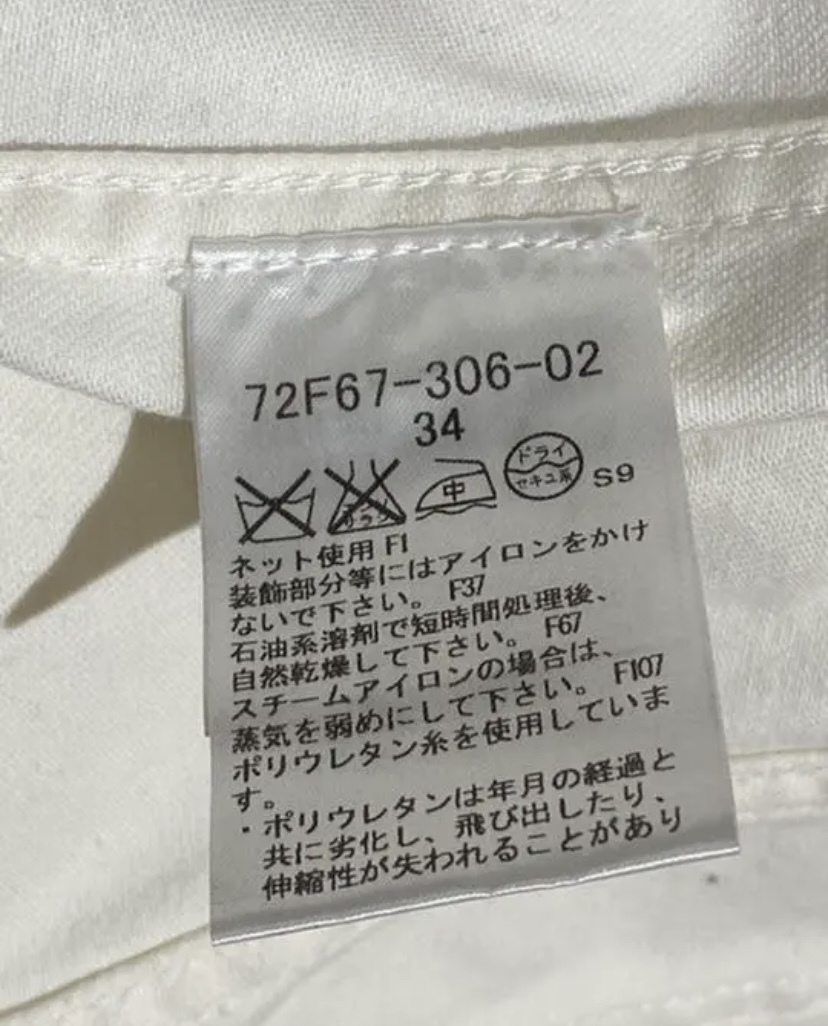 72F67-306-02
34
中 ドライ セキユ系 S9
ネット使用 F1
装飾部分等にはアイロンをかけ
ないで下さい。 F37
石油系溶剤で短時間処理後、
自然乾燥して下さい。 F67
スチームアイロンの場合は、
蒸気を弱めにして下さい。 F107
ポリウレタン糸を使用していま
す。
・ポリウレタンは年月の経過と
共に劣化し、飛び出したり、
伸縮性が失われることがあり